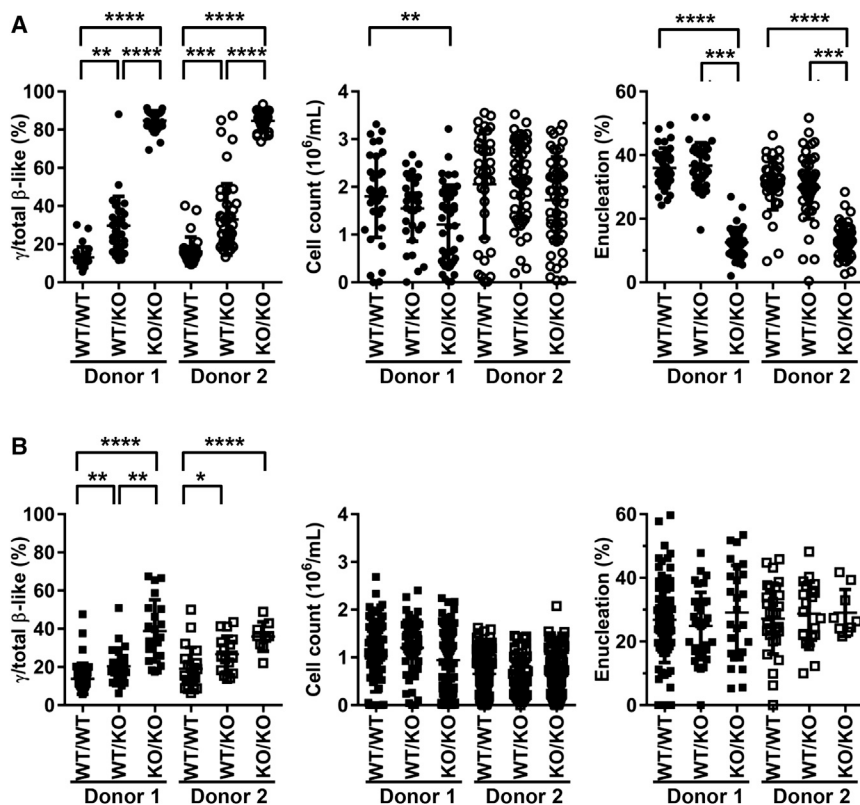 A
**** ****
** **** *** ****
γ/total β-like (%)
100
80
60
40
20
0
WT/WT WT/KO KO/KO WT/WT WT/KO KO/KO
Donor 1 Donor 2
**
Cell count (10⁶/mL)
4
3
2
1
0
WT/WT WT/KO KO/KO WT/WT WT/KO KO/KO
Donor 1 Donor 2
**** ****
*** ***
Enucleation (%)
60
40
20
0
WT/WT WT/KO KO/KO WT/WT WT/KO KO/KO
Donor 1 Donor 2
B
**** ****
** ** *
γ/total β-like (%)
100
80
60
40
20
0
WT/WT WT/KO KO/KO WT/WT WT/KO KO/KO
Donor 1 Donor 2
Cell count (10⁶/mL)
4
3
2
1
0
WT/WT WT/KO KO/KO WT/WT WT/KO KO/KO
Donor 1 Donor 2
Enucleation (%)
60
40
20
0
WT/WT WT/KO KO/KO WT/WT WT/KO KO/KO
Donor 1 Donor 2